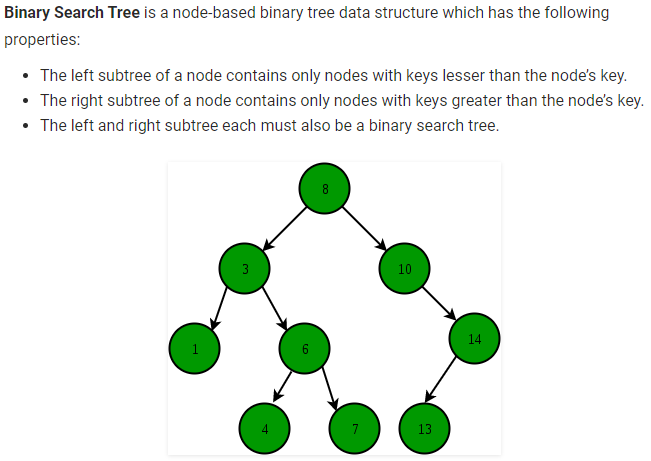 Binary Search Tree is a node-based binary tree data structure which has the following
properties:
• The left subtree of a node contains only nodes with keys lesser than the node’s key.
• The right subtree of a node contains only nodes with keys greater than the node’s key.
• The left and right subtree each must also be a binary search tree.
8
3
10
1
6
14
4
7
13